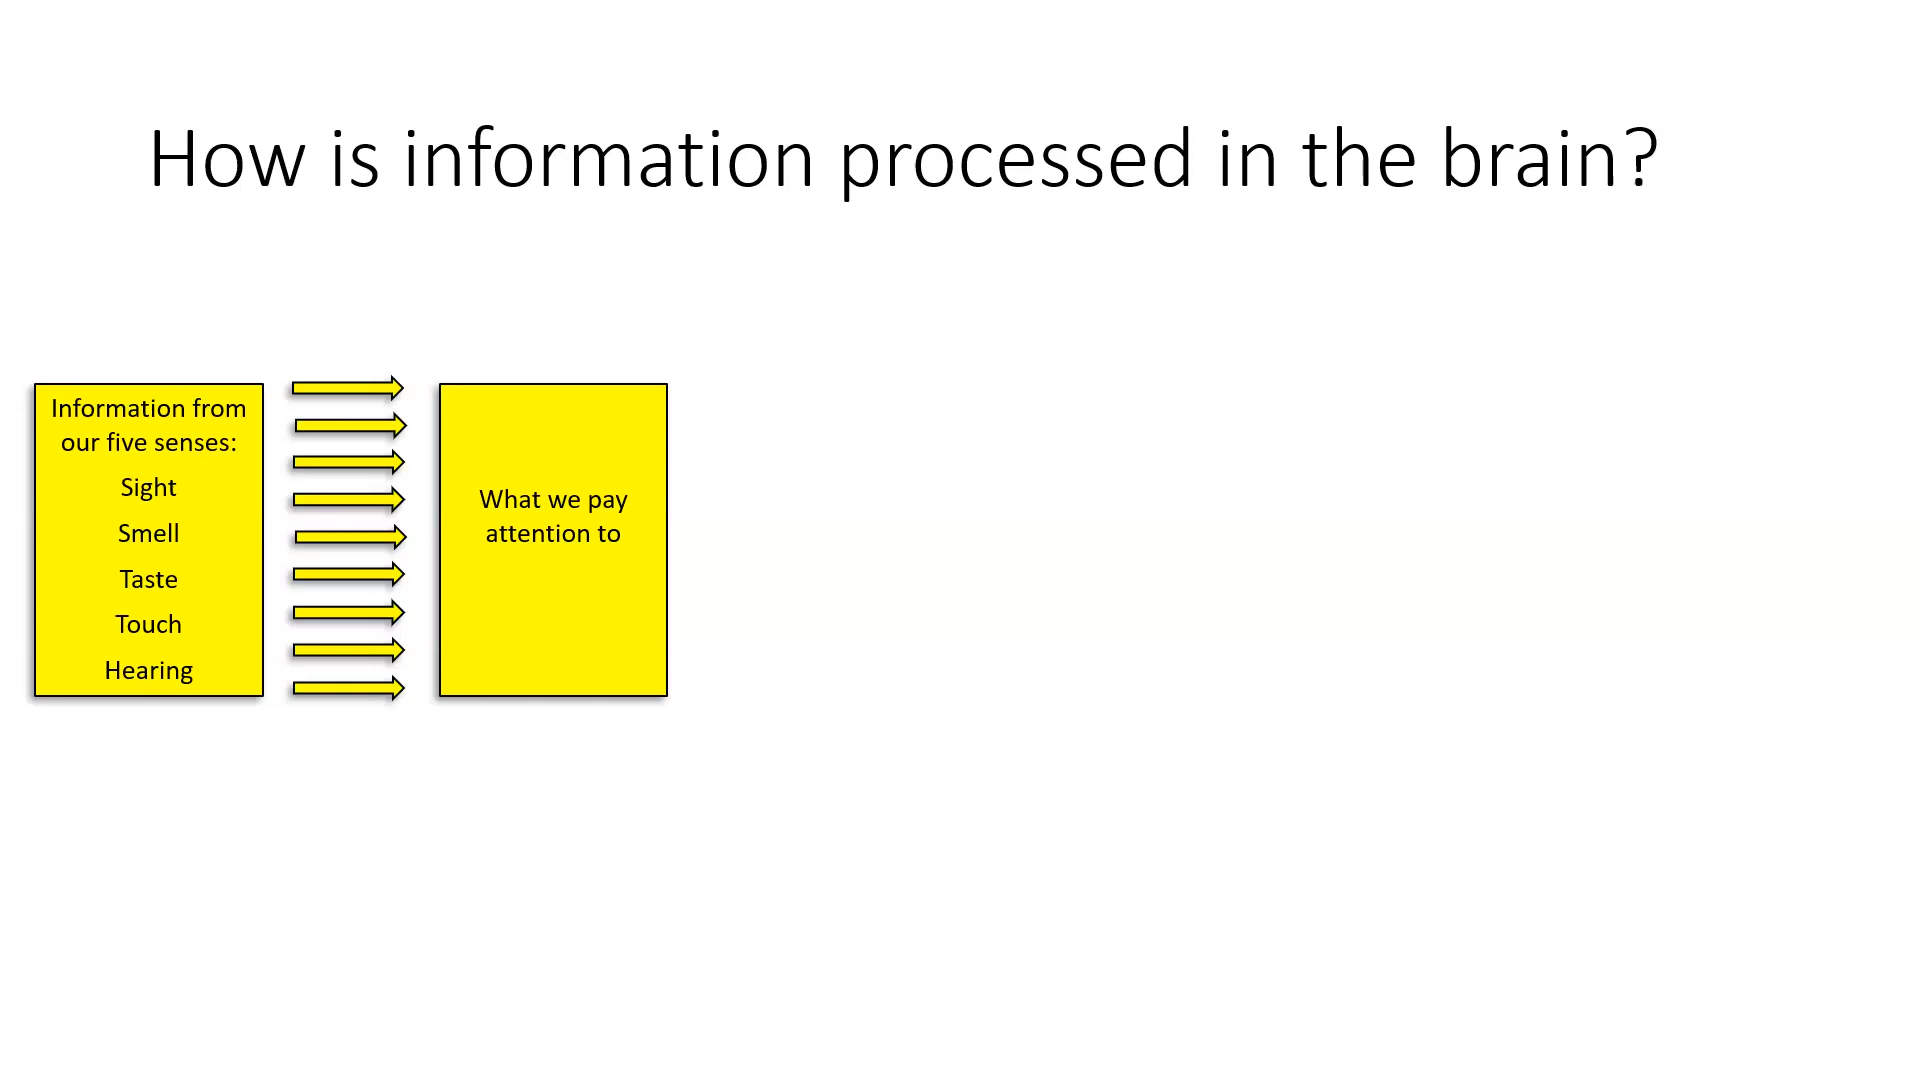 How is information processed in the brain?
Information from
our five senses:
Sight
Smell
Taste
Touch
Hearing
What we pay
attention to